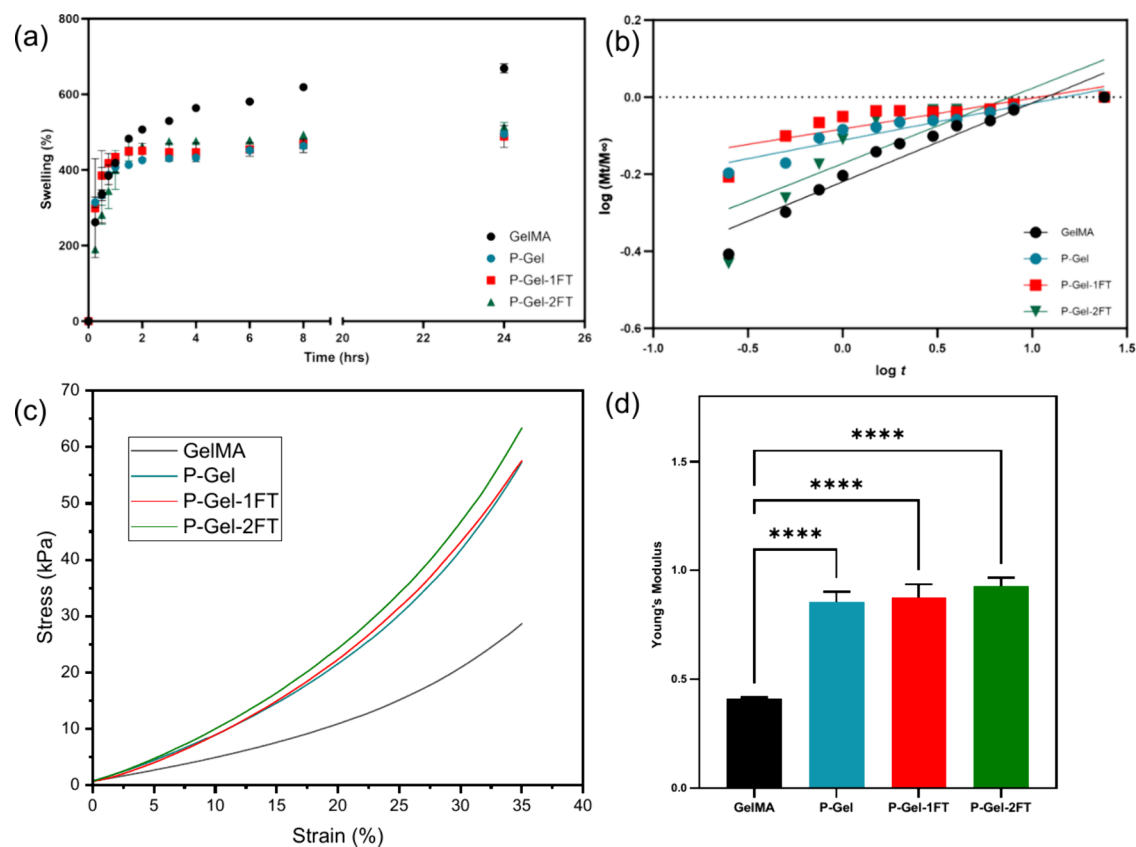 (a)
800
600
400
200
0
Swelling (%)
0
2
4
6
8
20
22
24
26
Time (hrs)
GelMA
P-Gel
P-Gel-1FT
P-Gel-2FT
(b)
0.2
0.0
-0.2
-0.4
-0.6
log (Mt/M∞)
-1.0
-0.5
0.0
0.5
1.0
1.5
log t
GelMA
P-Gel
P-Gel-1FT
P-Gel-2FT
(c)
70
60
50
40
30
20
10
0
Stress (kPa)
0
5
10
15
20
25
30
35
40
Strain (%)
GelMA
P-Gel
P-Gel-1FT
P-Gel-2FT
(d)
1.5
1.0
0.5
0.0
Young's Modulus
****
****
****
GelMA
P-Gel
P-Gel-1FT
P-Gel-2FT